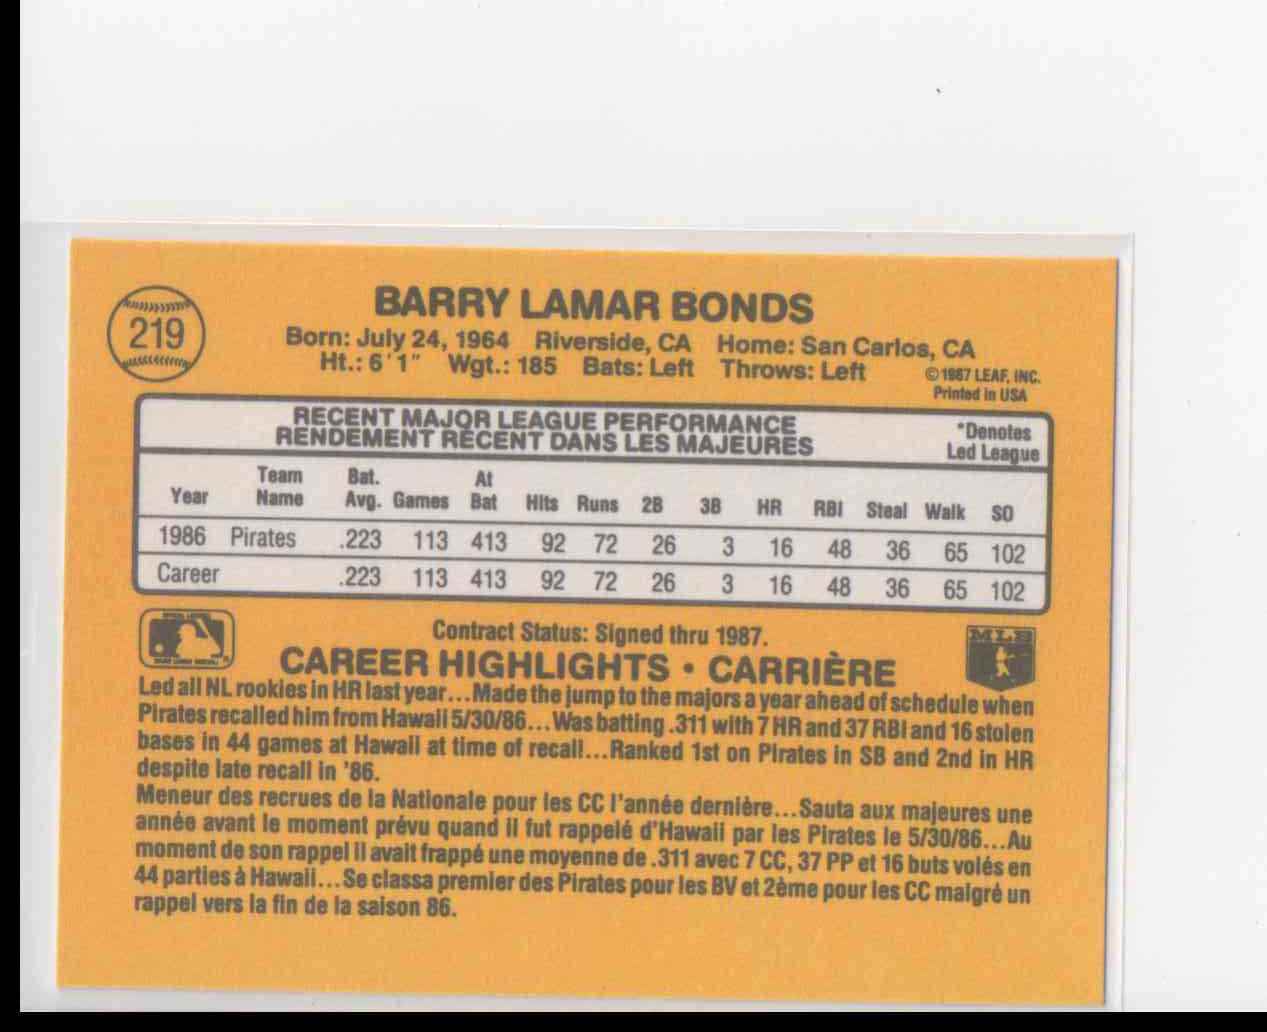 219
BARRY LAMAR BONDS
Born: July 24, 1964 Riverside, CA Home: San Carlos, CA
Ht.: 6'1" Wgt.: 185 Bats: Left Throws: Left
©1987 LEAF, INC.
Printed in USA
RECENT MAJOR LEAGUE PERFORMANCE
RENDEMENT RÉCENT DANS LES MAJEURES
*Denotes
Led League
Year Team Name Bat. Avg. Games At Bat Hits Runs 2B 3B HR RBI Steal Walk SO
1986 Pirates .223 113 413 92 72 26 3 16 48 36 65 102
Career .223 113 413 92 72 26 3 16 48 36 65 102
Contract Status: Signed thru 1987.
MLB
CAREER HIGHLIGHTS • CARRIÈRE
Led all NL rookies in HR last year...Made the jump to the majors a year ahead of schedule when
Pirates recalled him from Hawaii 5/30/86...Was batting .311 with 7 HR and 37 RBI and 16 stolen
bases in 44 games at Hawaii at time of recall...Ranked 1st on Pirates in SB and 2nd in HR
despite late recall in '86.
Meneur des recrues de la Nationale pour les CC l'année dernière...Sauta aux majeures une
année avant le moment prévu quand il fut rappelé d'Hawaii par les Pirates le 5/30/86...Au
moment de son rappel il avait frappé une moyenne de .311 avec 7 CC, 37 PP et 16 buts volés en
44 parties à Hawaii...Se classa premier des Pirates pour les BV et 2ème pour les CC malgré un
rappel vers la fin de la saison 86.